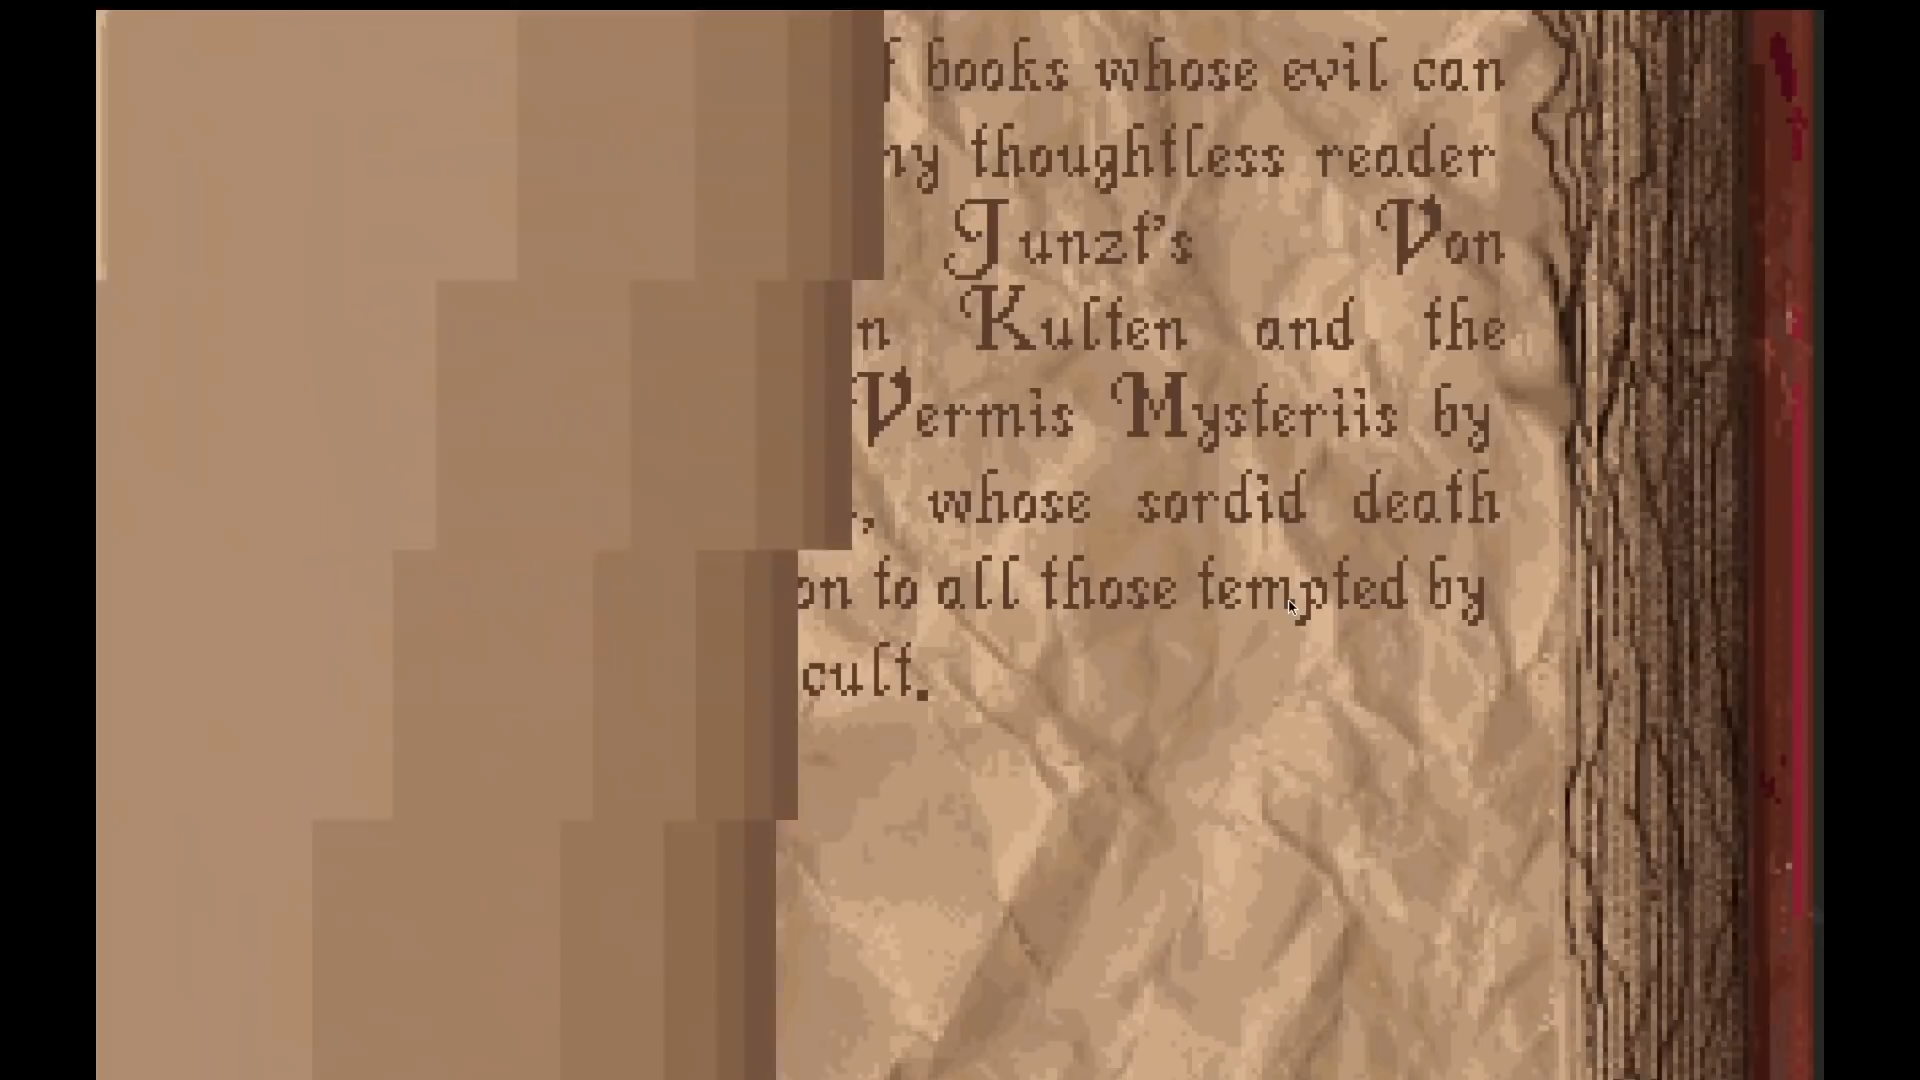 f books whose evil can
ny thoughtless reader
Junzt's Von
n Kulten and the
Vermis Mysteriis by
, whose sordid death
on to all those tempted by
cult.